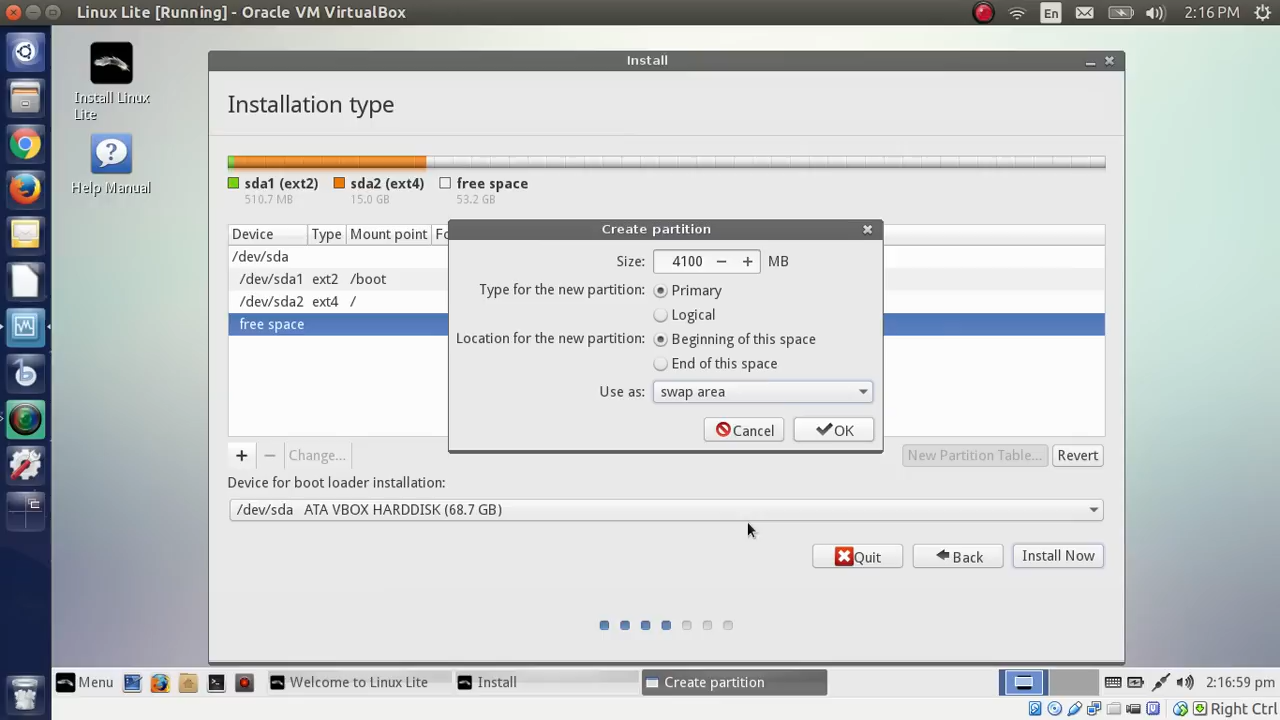 Linux Lite [Running] - Oracle VM VirtualBox
En
2:16 PM
Install Linux
Lite
Help Manual
Install
Installation type
sda1 (ext2) sda2 (ext4) free space
510.7 MB 15.0 GB 53.2 GB
Device Type Mount point Fo
/dev/sda
/dev/sda1 ext2 /boot
/dev/sda2 ext4 /
free space
Create partition
Size: 4100 MB
Type for the new partition: Primary
Logical
Location for the new partition: Beginning of this space
End of this space
Use as: swap area
Cancel OK
+ − Change... New Partition Table... Revert
Device for boot loader installation:
/dev/sda ATA VBOX HARDDISK (68.7 GB)
Quit Back Install Now
Menu Welcome to Linux Lite Install Create partition 2:16:59 pm
Right Ctrl